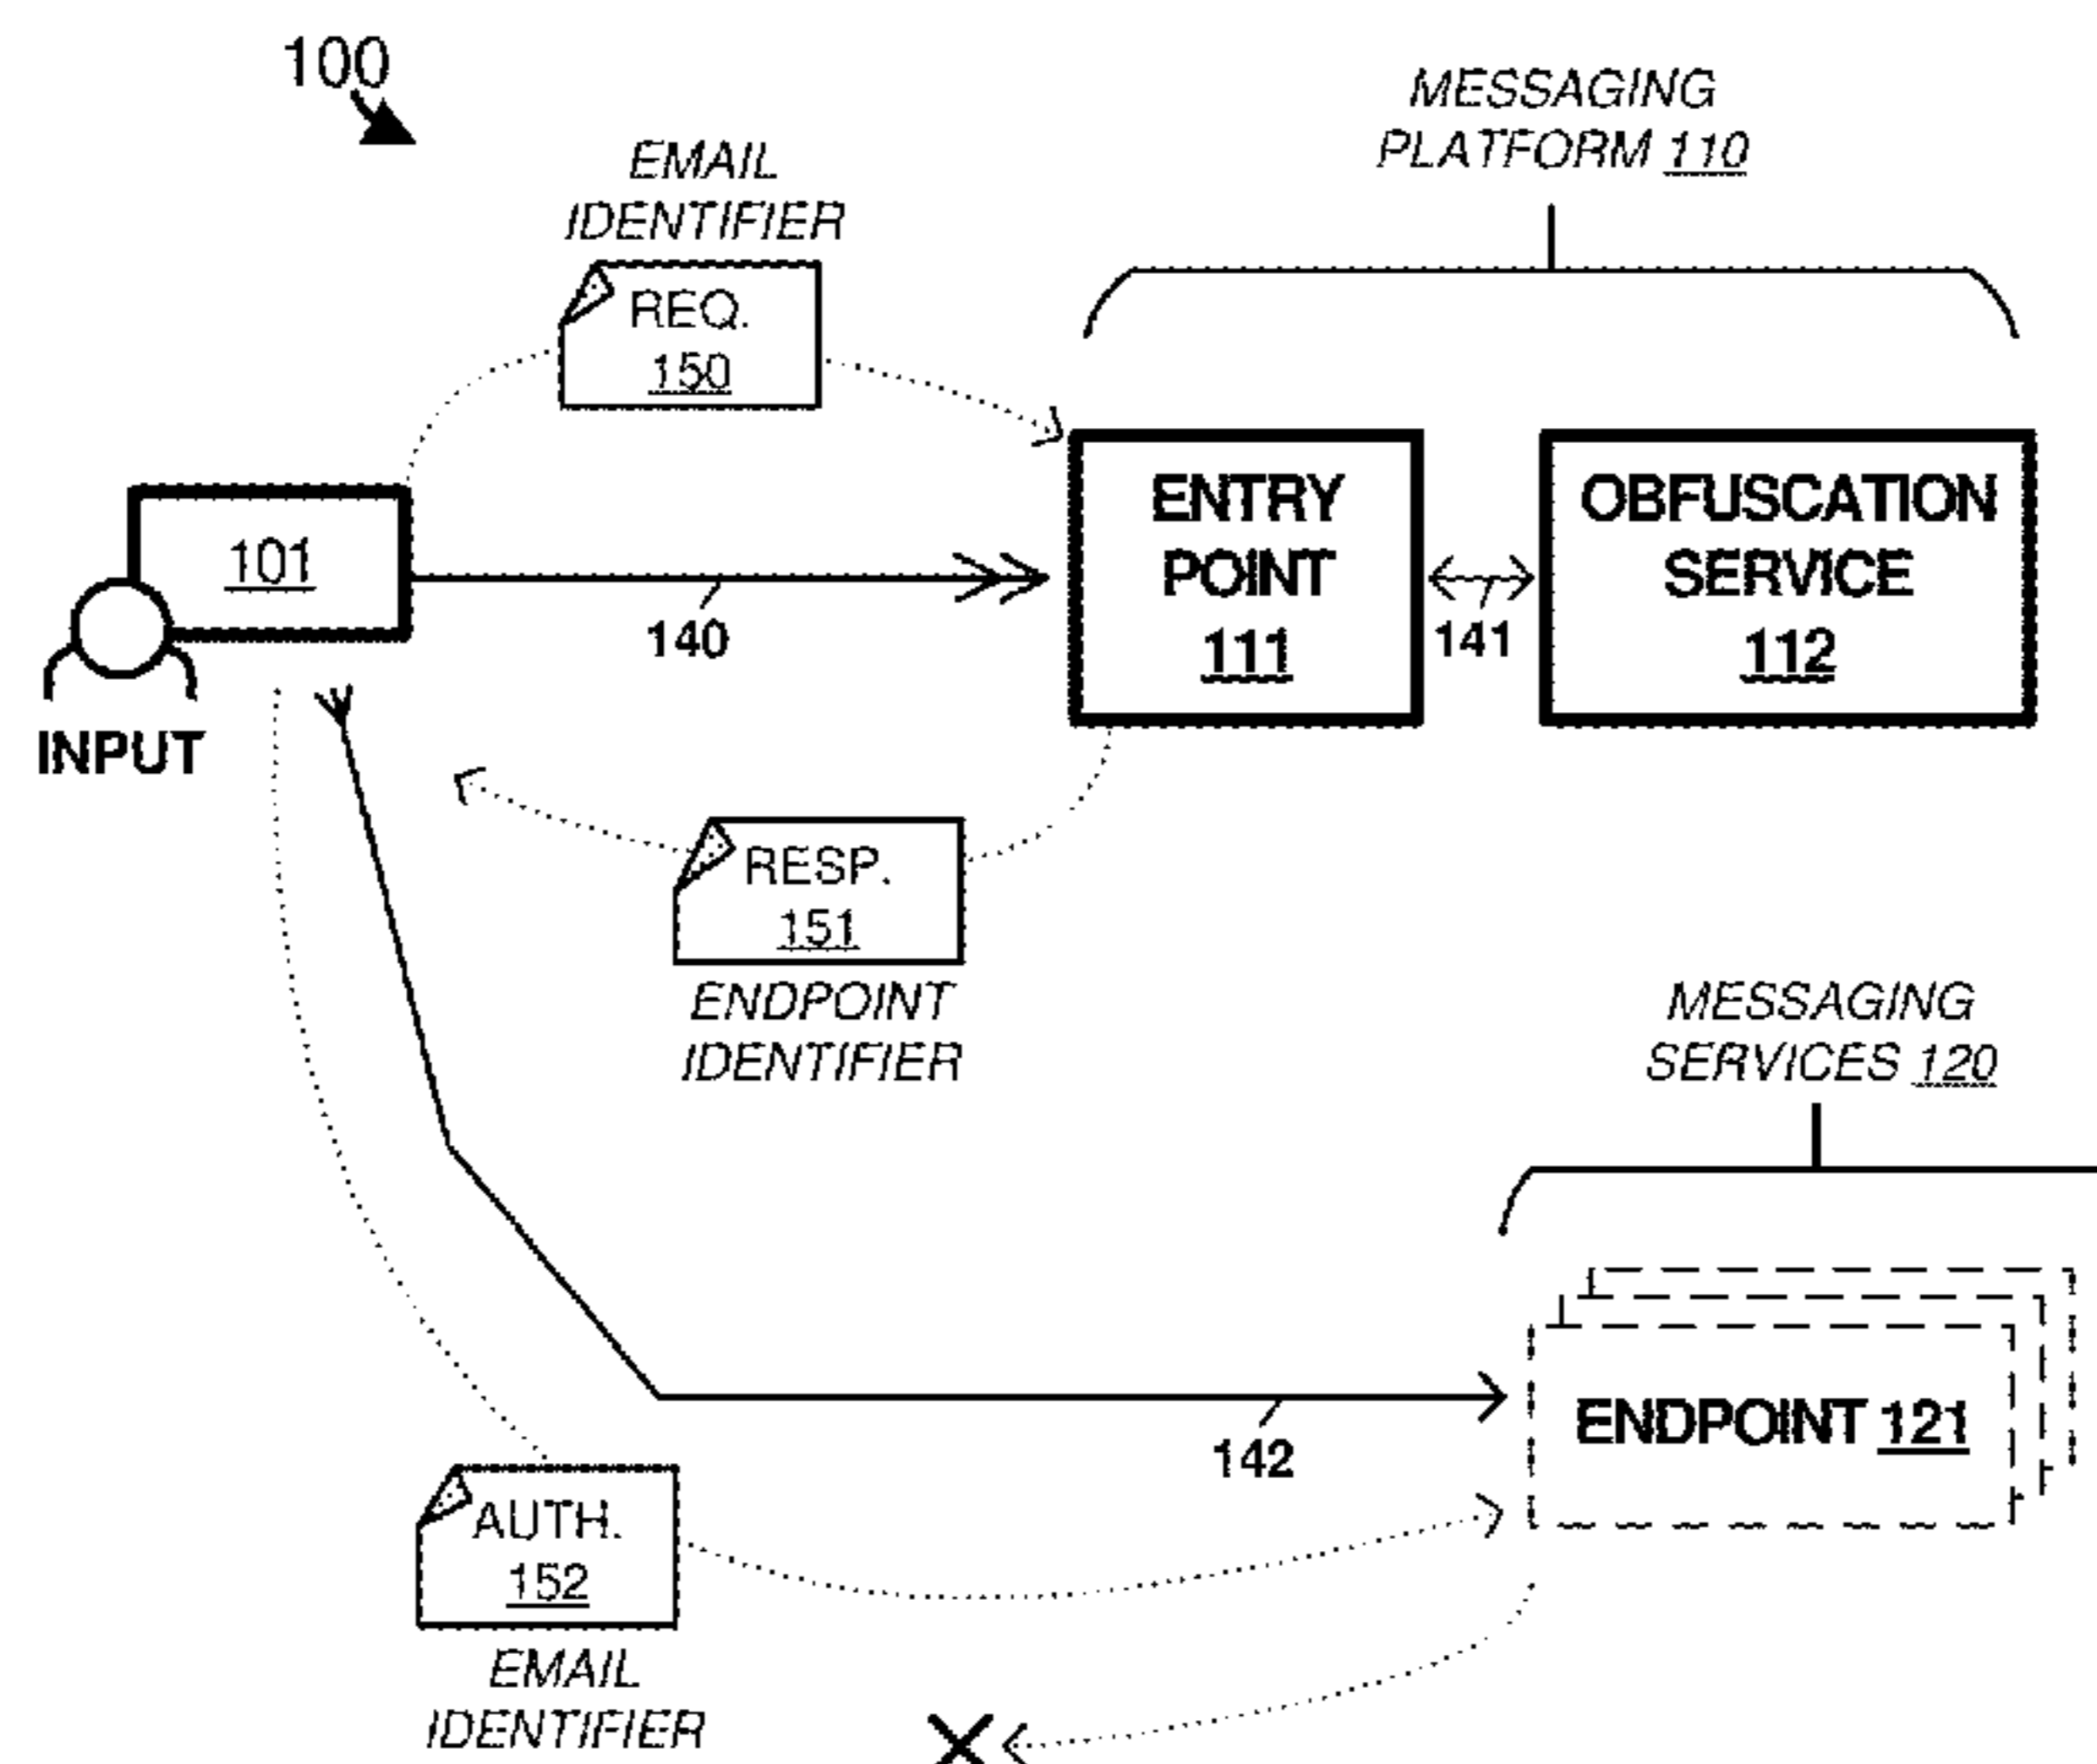 100
MESSAGING
PLATFORM 110
EMAIL
IDENTIFIER
REQ.
150
101
INPUT
140
ENTRY
POINT
111
141
OBFUSCATION
SERVICE
112
RESP.
151
ENDPOINT
IDENTIFIER
MESSAGING
SERVICES 120
ENDPOINT 121
142
AUTH.
152
EMAIL
IDENTIFIER